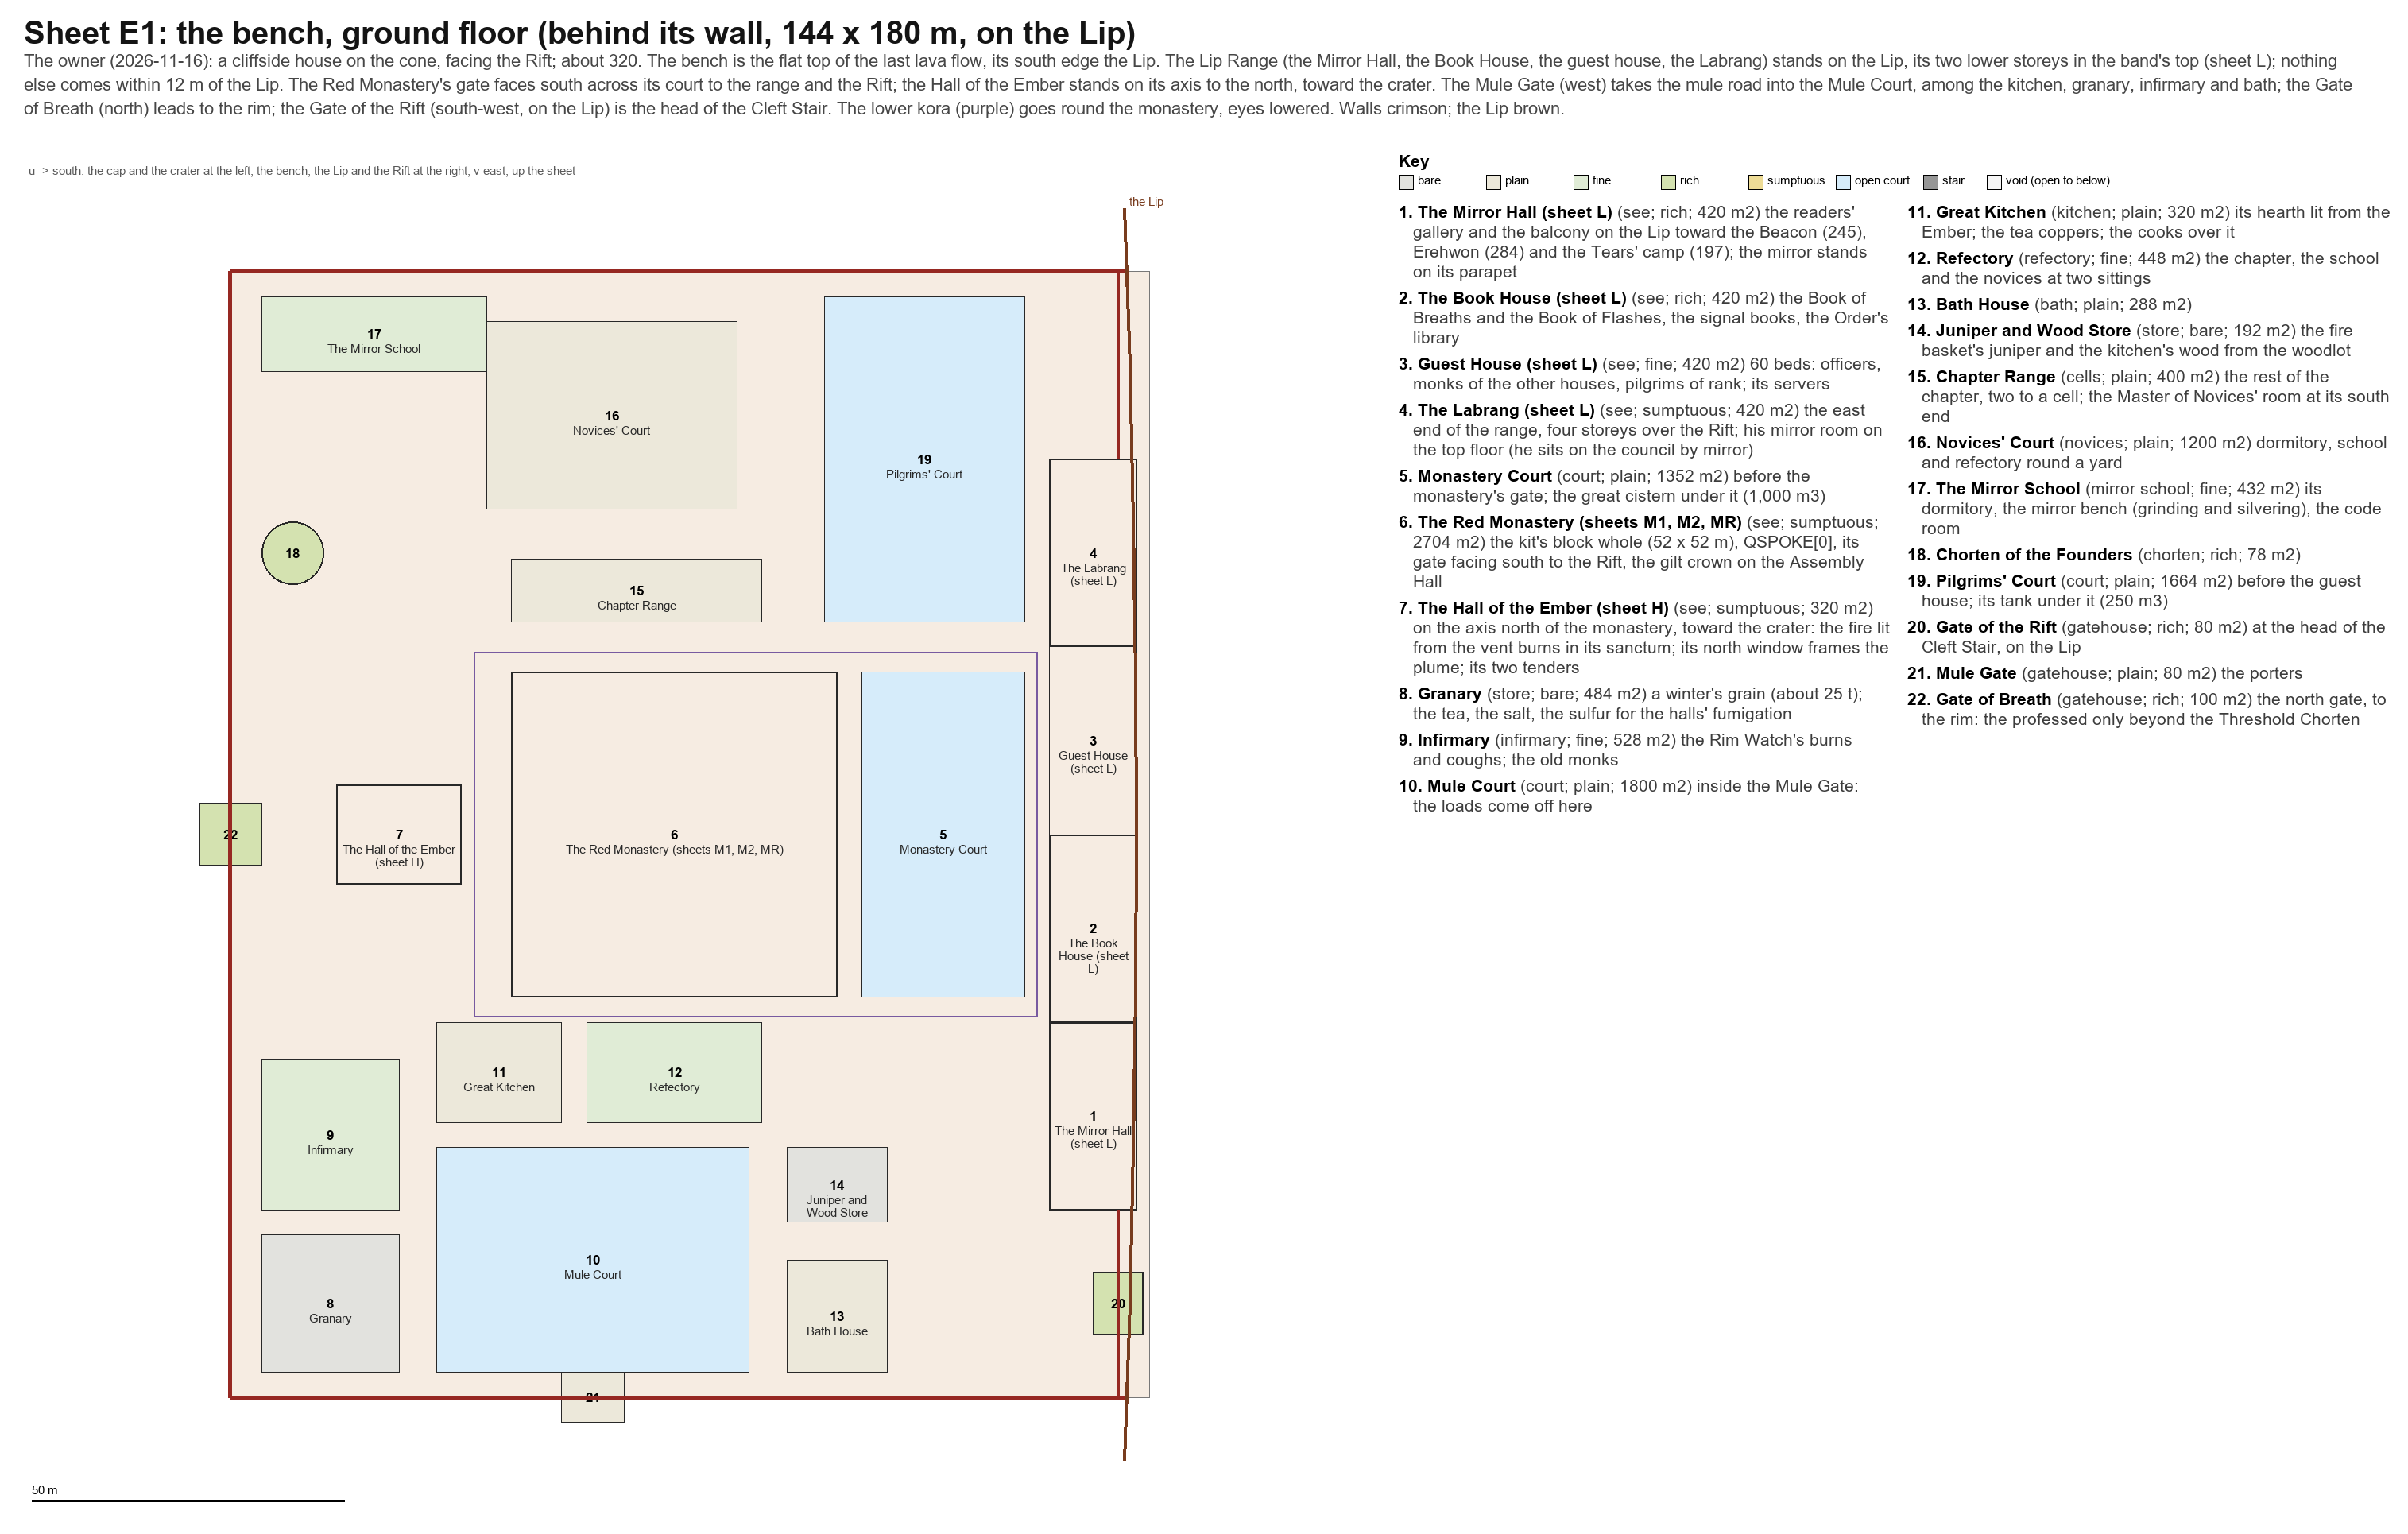 Sheet E1: the bench, ground floor (behind its wall, 144 x 180 m, on the Lip)
The owner (2026-11-16): a cliffside house on the cone, facing the Rift; about 320. The bench is the flat top of the last lava flow, its south edge the Lip. The Lip Range (the Mirror Hall, the Book House, the guest house, the Labrang) stands on the Lip, its two lower storeys in the band's top (sheet L); nothing
else comes within 12 m of the Lip. The Red Monastery's gate faces south across its court to the range and the Rift; the Hall of the Ember stands on its axis to the north, toward the crater. The Mule Gate (west) takes the mule road into the Mule Court, among the kitchen, granary, infirmary and bath; the Gate
of Breath (north) leads to the rim; the Gate of the Rift (south-west, on the Lip) is the head of the Cleft Stair. The lower kora (purple) goes round the monastery, eyes lowered. Walls crimson; the Lip brown.
u -> south: the cap and the crater at the left, the bench, the Lip and the Rift at the right; v east, up the sheet
the Lip
17
The Mirror School
16
Novices' Court
19
Pilgrims' Court
18
15
Chapter Range
4
The Labrang
(sheet L)
3
Guest House
(sheet L)
22
7
The Hall of the Ember
(sheet H)
6
The Red Monastery (sheets M1, M2, MR)
5
Monastery Court
2
The Book
House (sheet
L)
11
Great Kitchen
12
Refectory
9
Infirmary
1
The Mirror Hall
(sheet L)
14
Juniper and
Wood Store
10
Mule Court
8
Granary
13
Bath House
20
21
50 m
Key
bare
plain
fine
rich
sumptuous
open court
stair
void (open to below)
1. The Mirror Hall (sheet L) (see; rich; 420 m2) the readers'
gallery and the balcony on the Lip toward the Beacon (245),
Erehwon (284) and the Tears' camp (197); the mirror stands
on its parapet
2. The Book House (sheet L) (see; rich; 420 m2) the Book of
Breaths and the Book of Flashes, the signal books, the Order's
library
3. Guest House (sheet L) (see; fine; 420 m2) 60 beds: officers,
monks of the other houses, pilgrims of rank; its servers
4. The Labrang (sheet L) (see; sumptuous; 420 m2) the east
end of the range, four storeys over the Rift; his mirror room on
the top floor (he sits on the council by mirror)
5. Monastery Court (court; plain; 1352 m2) before the
monastery's gate; the great cistern under it (1,000 m3)
6. The Red Monastery (sheets M1, M2, MR) (see; sumptuous;
2704 m2) the kit's block whole (52 x 52 m), QSPOKE[0], its
gate facing south to the Rift, the gilt crown on the Assembly
Hall
7. The Hall of the Ember (sheet H) (see; sumptuous; 320 m2)
on the axis north of the monastery, toward the crater: the fire lit
from the vent burns in its sanctum; its north window frames the
plume; its two tenders
8. Granary (store; bare; 484 m2) a winter's grain (about 25 t);
the tea, the salt, the sulfur for the halls' fumigation
9. Infirmary (infirmary; fine; 528 m2) the Rim Watch's burns
and coughs; the old monks
10. Mule Court (court; plain; 1800 m2) inside the Mule Gate:
the loads come off here
11. Great Kitchen (kitchen; plain; 320 m2) its hearth lit from the
Ember; the tea coppers; the cooks over it
12. Refectory (refectory; fine; 448 m2) the chapter, the school
and the novices at two sittings
13. Bath House (bath; plain; 288 m2)
14. Juniper and Wood Store (store; bare; 192 m2) the fire
basket's juniper and the kitchen's wood from the woodlot
15. Chapter Range (cells; plain; 400 m2) the rest of the
chapter, two to a cell; the Master of Novices' room at its south
end
16. Novices' Court (novices; plain; 1200 m2) dormitory, school
and refectory round a yard
17. The Mirror School (mirror school; fine; 432 m2) its
dormitory, the mirror bench (grinding and silvering), the code
room
18. Chorten of the Founders (chorten; rich; 78 m2)
19. Pilgrims' Court (court; plain; 1664 m2) before the guest
house; its tank under it (250 m3)
20. Gate of the Rift (gatehouse; rich; 80 m2) at the head of the
Cleft Stair, on the Lip
21. Mule Gate (gatehouse; plain; 80 m2) the porters
22. Gate of Breath (gatehouse; rich; 100 m2) the north gate, to
the rim: the professed only beyond the Threshold Chorten